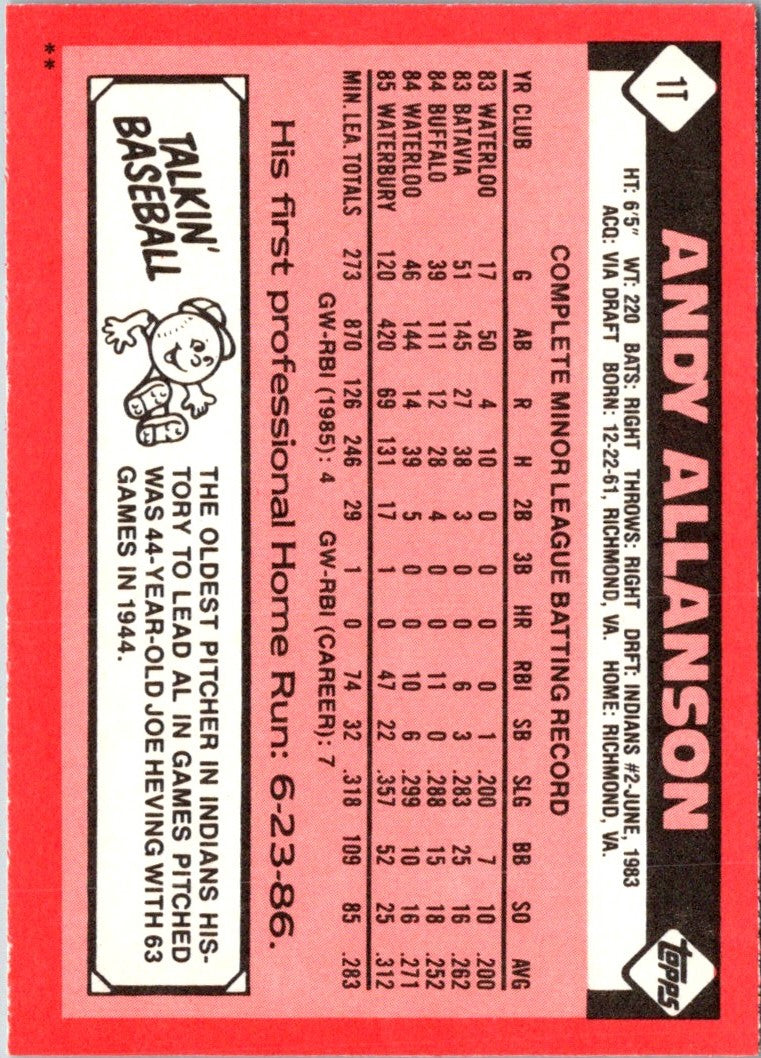 1T
ANDY ALLANSON
topps
HT: 6'5" WT: 220 BATS: RIGHT THROWS: RIGHT DRFT: INDIANS #2-JUNE, 1983
ACQ: VIA DRAFT BORN: 12-22-61, RICHMOND, VA. HOME: RICHMOND, VA.
COMPLETE MINOR LEAGUE BATTING RECORD
YR CLUB G AB R H 2B 3B HR RBI SB SLG BB SO AVG
83 WATERLOO 17 50 4 10 0 0 0 0 1 .200 7 10 .200
83 BATAVIA 51 145 27 38 3 0 0 6 3 .283 25 16 .262
84 BUFFALO 39 111 12 28 4 0 0 11 0 .288 15 18 .252
84 WATERLOO 46 144 14 39 5 0 0 10 6 .299 10 16 .271
85 WATERBURY 120 420 69 131 17 1 0 47 22 .357 52 25 .312
MIN. LEA. TOTALS 273 870 126 246 29 1 0 74 32 .318 109 85 .283
GW-RBI (1985): 4 GW-RBI (CAREER): 7
His first professional Home Run: 6-23-86.
TALKIN'
BASEBALL
THE OLDEST PITCHER IN INDIANS HIS-
TORY TO LEAD AL IN GAMES PITCHED
WAS 44-YEAR-OLD JOE HEVING WITH 63
GAMES IN 1944.
**